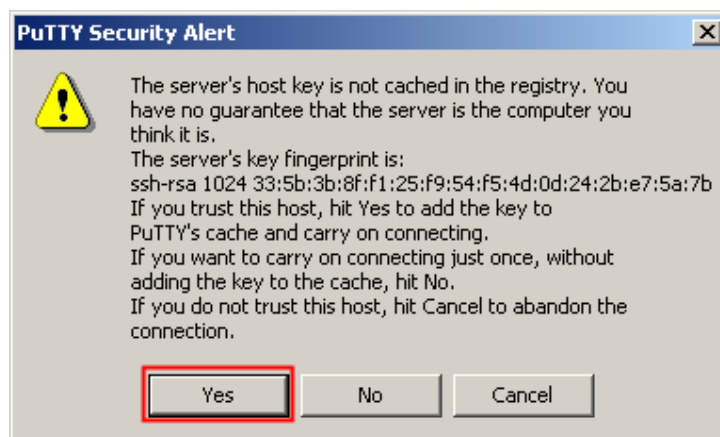 PuTTY Security Alert
The server's host key is not cached in the registry. You
have no guarantee that the server is the computer you
think it is.
The server's key fingerprint is:
ssh-rsa 1024 33:5b:3b:8f:f1:25:f9:54:f5:4d:0d:24:2b:e7:5a:7b
If you trust this host, hit Yes to add the key to
PuTTY's cache and carry on connecting.
If you want to carry on connecting just once, without
adding the key to the cache, hit No.
If you do not trust this host, hit Cancel to abandon the
connection.
Yes No Cancel